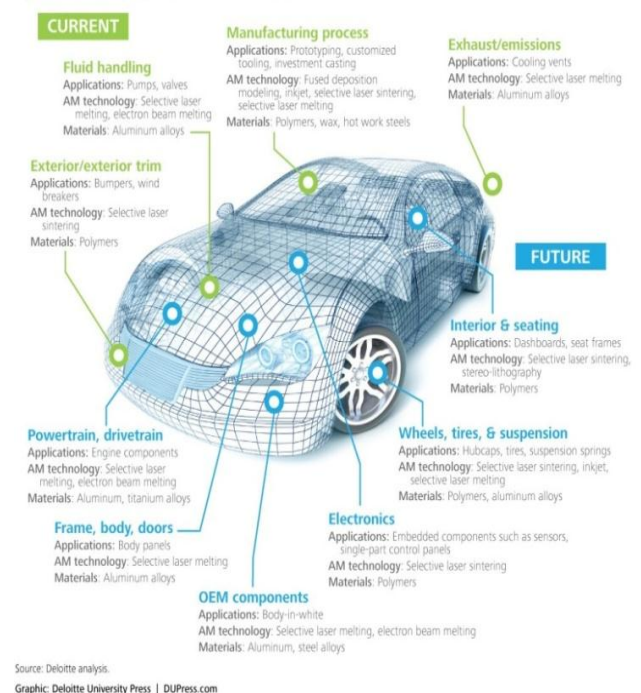 CURRENT
Fluid handling
Applications: Pumps, valves
AM technology: Selective laser
melting, electron beam melting
Materials: Aluminum alloys
Manufacturing process
Applications: Prototyping, customized
tooling, investment casting
AM technology: Fused deposition
modeling, inkjet, selective laser sintering,
selective laser melting
Materials: Polymers, wax, hot work steels
Exhaust/emissions
Applications: Cooling vents
AM technology: Selective laser melting
Materials: Aluminum alloys
Exterior/exterior trim
Applications: Bumpers, wind
breakers
AM technology: Selective laser
sintering
Materials: Polymers
FUTURE
Interior & seating
Applications: Dashboards, seat frames
AM technology: Selective laser sintering,
stereo-lithography
Materials: Polymers
Powertrain, drivetrain
Applications: Engine components
AM technology: Selective laser
melting, electron beam melting
Materials: Aluminum, titanium alloys
Wheels, tires, & suspension
Applications: Hubcaps, tires, suspension springs
AM technology: Selective laser sintering, inkjet,
selective laser melting
Materials: Polymers, aluminum alloys
Frame, body, doors
Applications: Body panels
AM technology: Selective laser melting
Materials: Aluminum alloys
Electronics
Applications: Embedded components such as sensors,
single-part control panels
AM technology: Selective laser sintering
Materials: Polymers
OEM components
Applications: Body-in-white
AM technology: Selective laser melting, electron beam melting
Materials: Aluminum, steel alloys
Source: Deloitte analysis.
Graphic: Deloitte University Press | DUPress.com